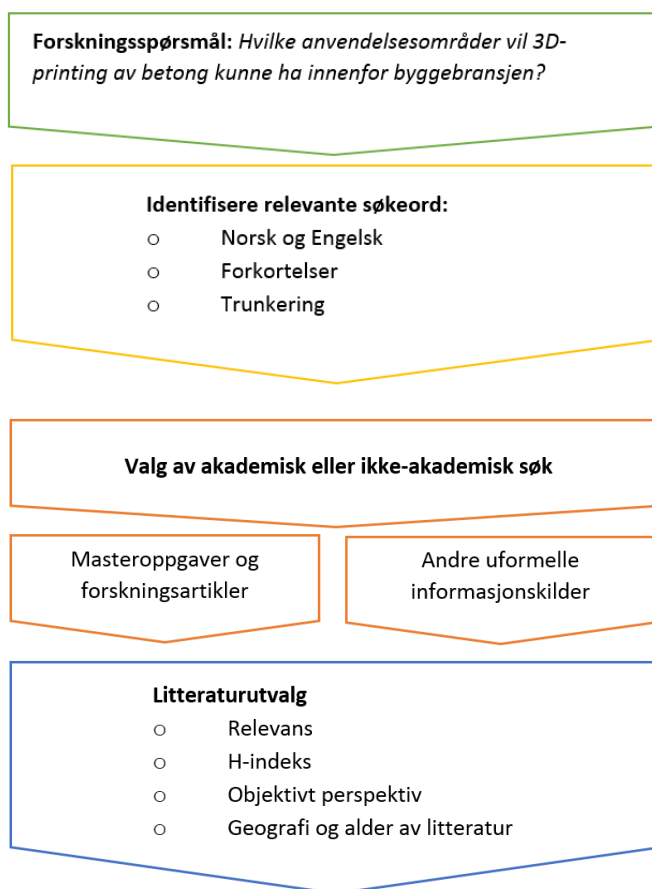 Forskningsspørsmål: Hvilke anvendelsesområder vil 3D-
printing av betong kunne ha innenfor byggebransjen?
Identifisere relevante søkeord:
o Norsk og Engelsk
o Forkortelser
o Trunkering
Valg av akademisk eller ikke-akademisk søk
Masteroppgaver og
forskningsartikler
Andre uformelle
informasjonskilder
Litteraturutvalg
o Relevans
o H-indeks
o Objektivt perspektiv
o Geografi og alder av litteratur